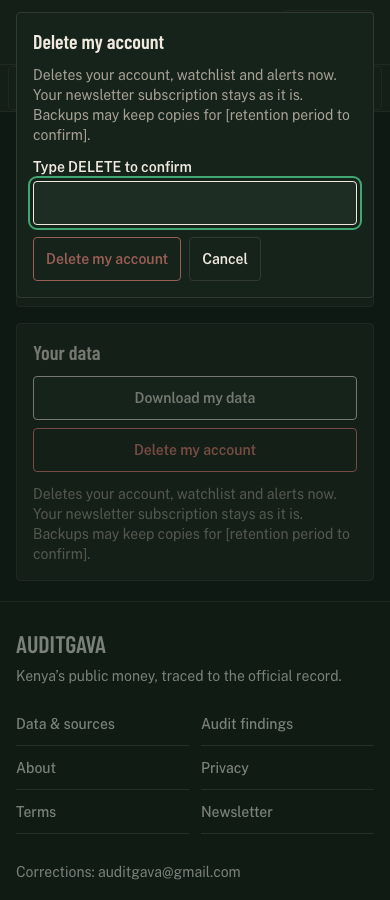 Delete my account
Deletes your account, watchlist and alerts now.
Your newsletter subscription stays as it is.
Backups may keep copies for [retention period to
confirm].
Type DELETE to confirm
Delete my account
Cancel
Your data
Download my data
Delete my account
Deletes your account, watchlist and alerts now.
Your newsletter subscription stays as it is.
Backups may keep copies for [retention period to
confirm].
AUDITGAVA
Kenya's public money, traced to the official record.
Data & sources
Audit findings
About
Privacy
Terms
Newsletter
Corrections: auditgava@gmail.com